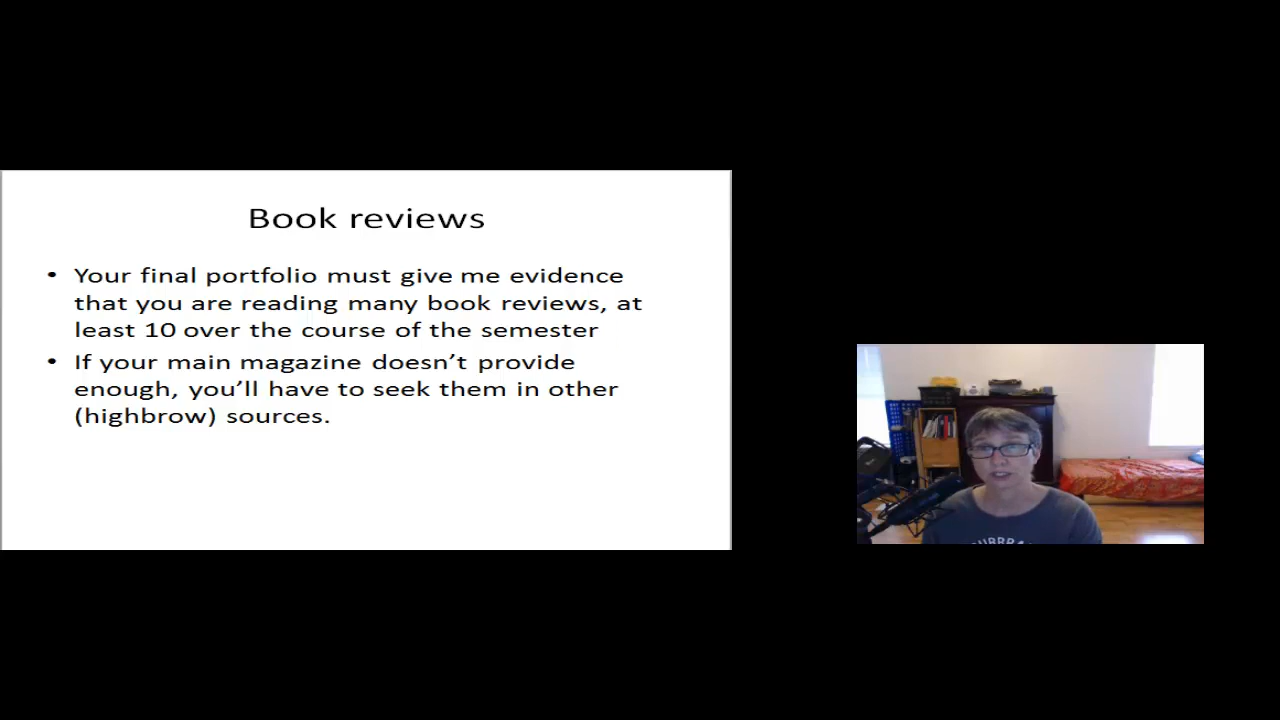 Book reviews
• Your final portfolio must give me evidence
that you are reading many book reviews, at
least 10 over the course of the semester
• If your main magazine doesn’t provide
enough, you’ll have to seek them in other
(highbrow) sources.